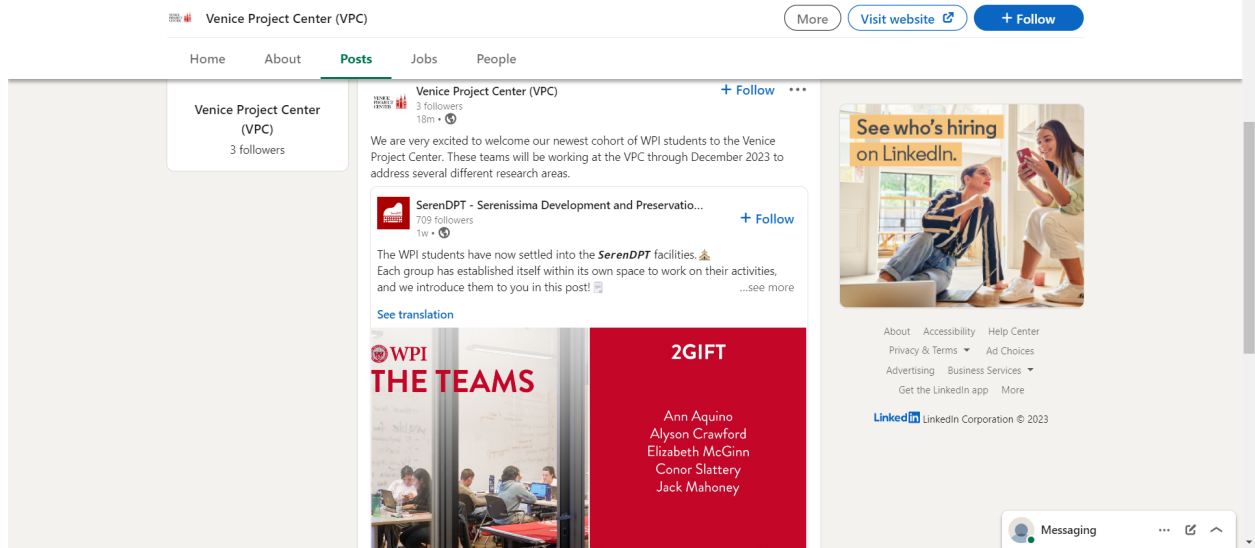 Venice Project Center (VPC)
More
Visit website
+ Follow
Home
About
Posts
Jobs
People
Venice Project Center
(VPC)
3 followers
Venice Project Center (VPC)
3 followers
18m •
+ Follow
We are very excited to welcome our newest cohort of WPI students to the Venice
Project Center. These teams will be working at the VPC through December 2023 to
address several different research areas.
SerenDPT - Serenissima Development and Preservatio...
709 followers
1w •
+ Follow
The WPI students have now settled into the SerenDPT facilities.
Each group has established itself within its own space to work on their activities,
and we introduce them to you in this post!
...see more
See translation
WPI
THE TEAMS
2GIFT
Ann Aquino
Alyson Crawford
Elizabeth McGinn
Conor Slattery
Jack Mahoney
See who's hiring
on LinkedIn.
About Accessibility Help Center
Privacy & Terms Ad Choices
Advertising Business Services
Get the LinkedIn app More
LinkedIn LinkedIn Corporation © 2023
Messaging